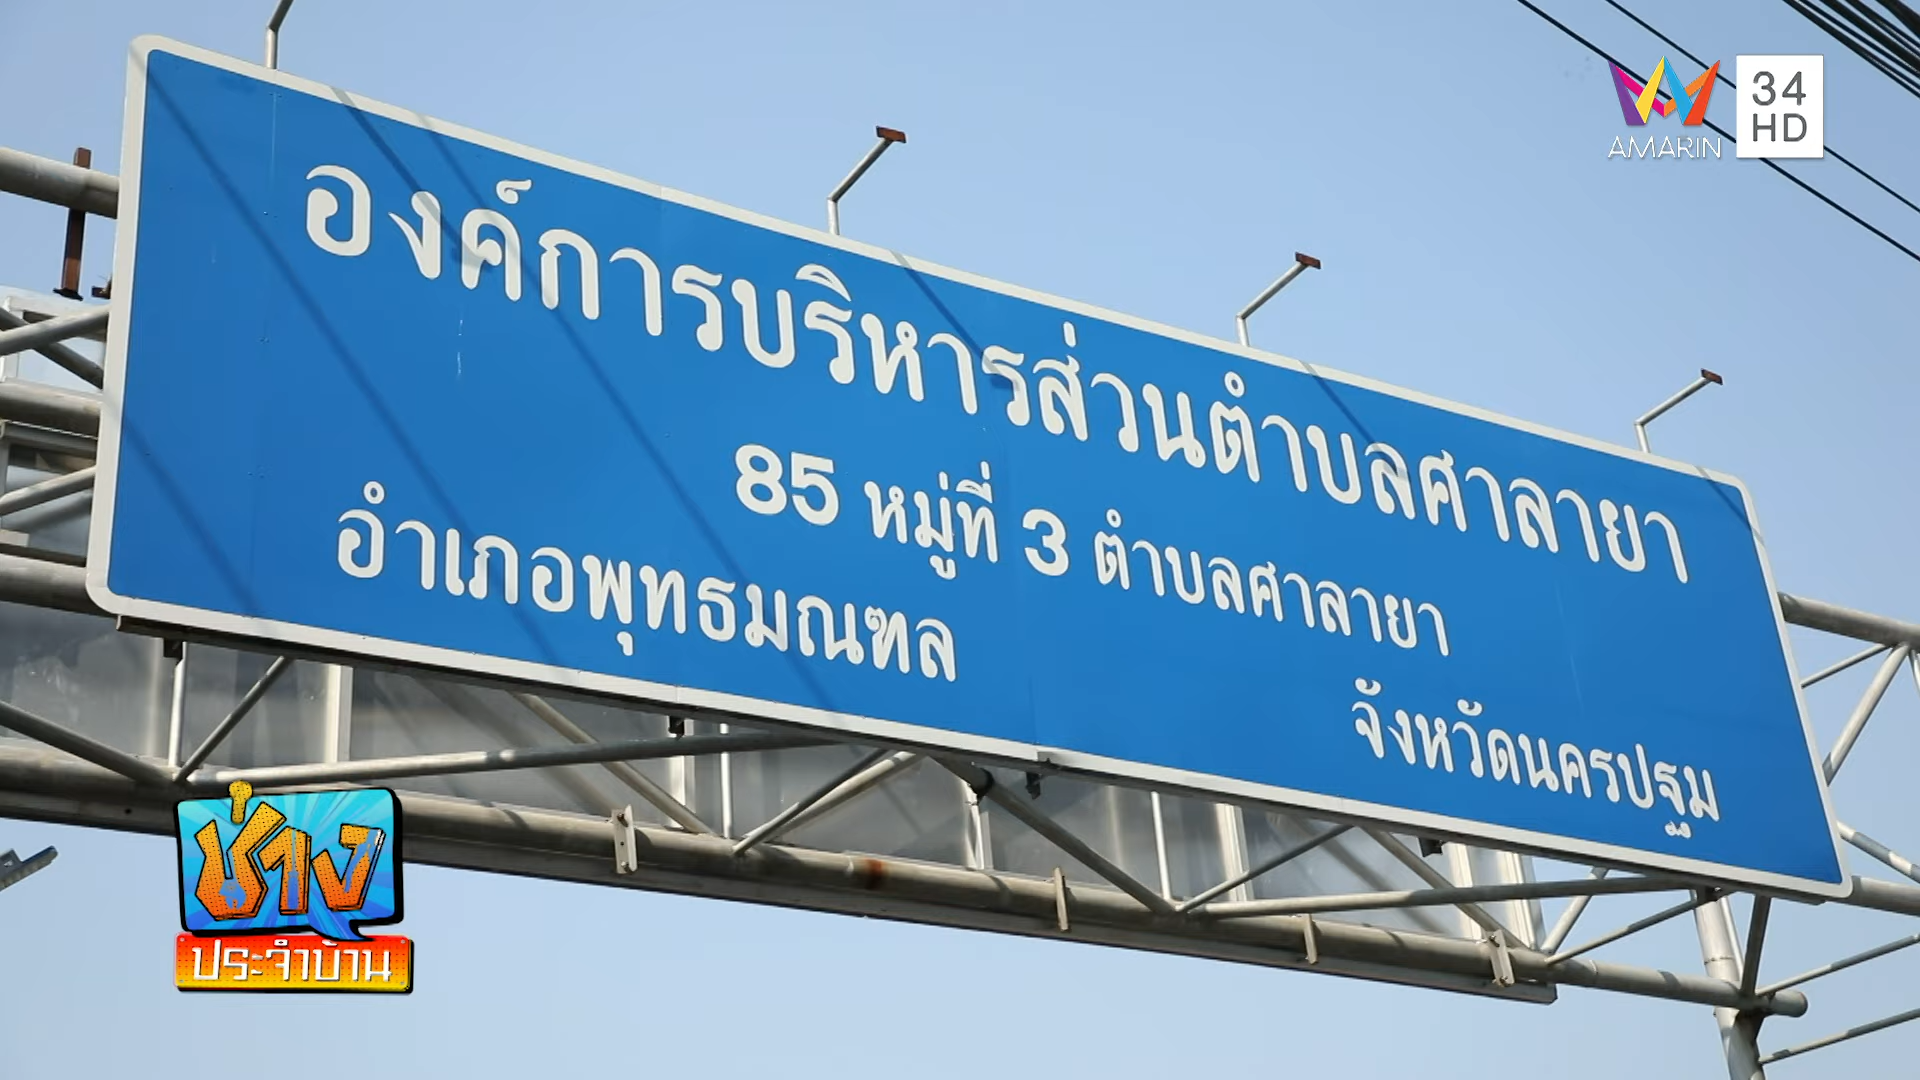 องค์การบริหารส่วนตำบลศาลายา
85 หมู่ที่ 3 ตำบลศาลายา
อำเภอพุทธมณฑล
จังหวัดนครปฐม
AMARIN
34
HD
ช่าง
ประจำบ้าน